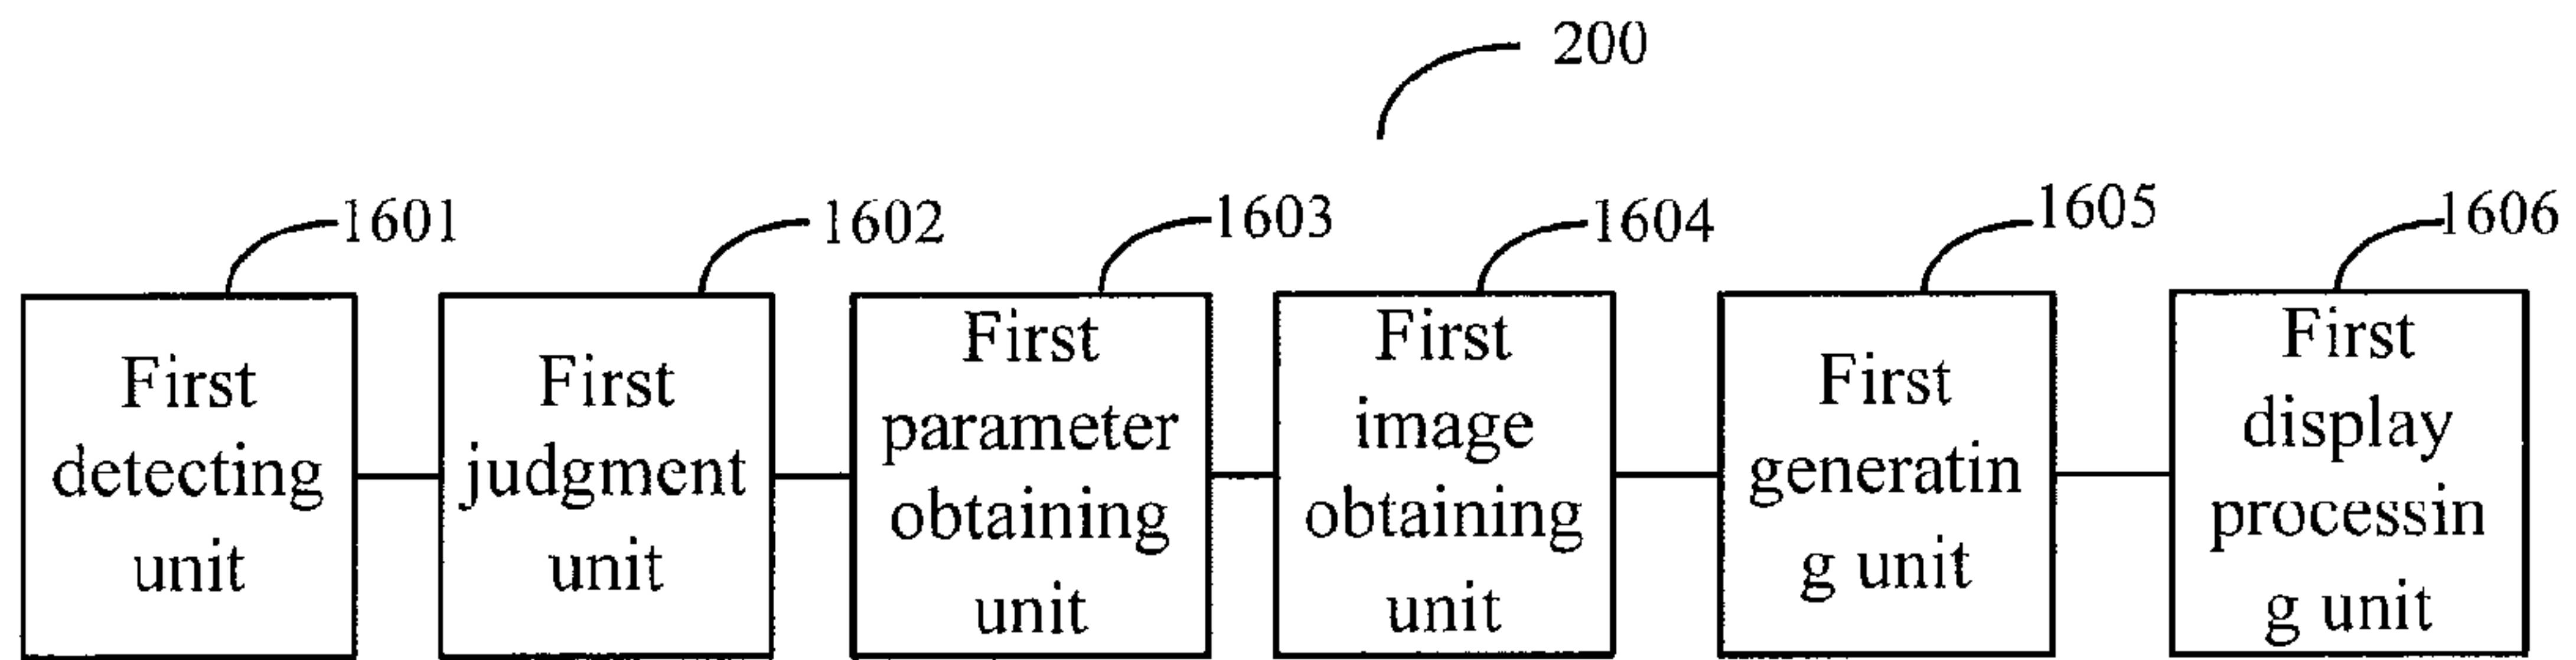 200
1601
1602
1603
1604
1605
1606
First
detecting
unit
First
judgment
unit
First
parameter
obtaining
unit
First
image
obtaining
unit
First
generatin
g unit
First
display
processin
g unit